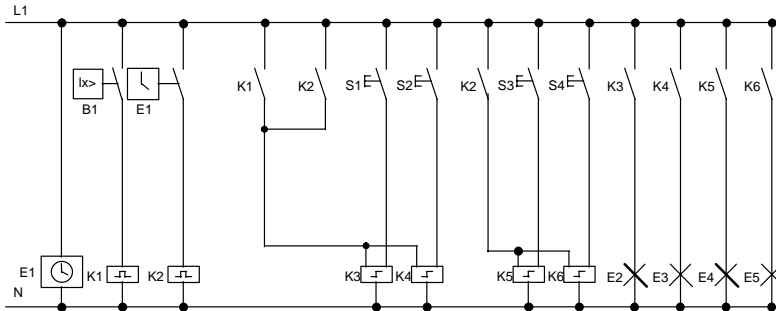 L1
K1 K2 S1 S2 K2 S3 S4 K3 K4 K5 K6
lx>
B1 E1
E1 K1 K2 K3 K4 K5 K6 E2 E3 E4 E5
N